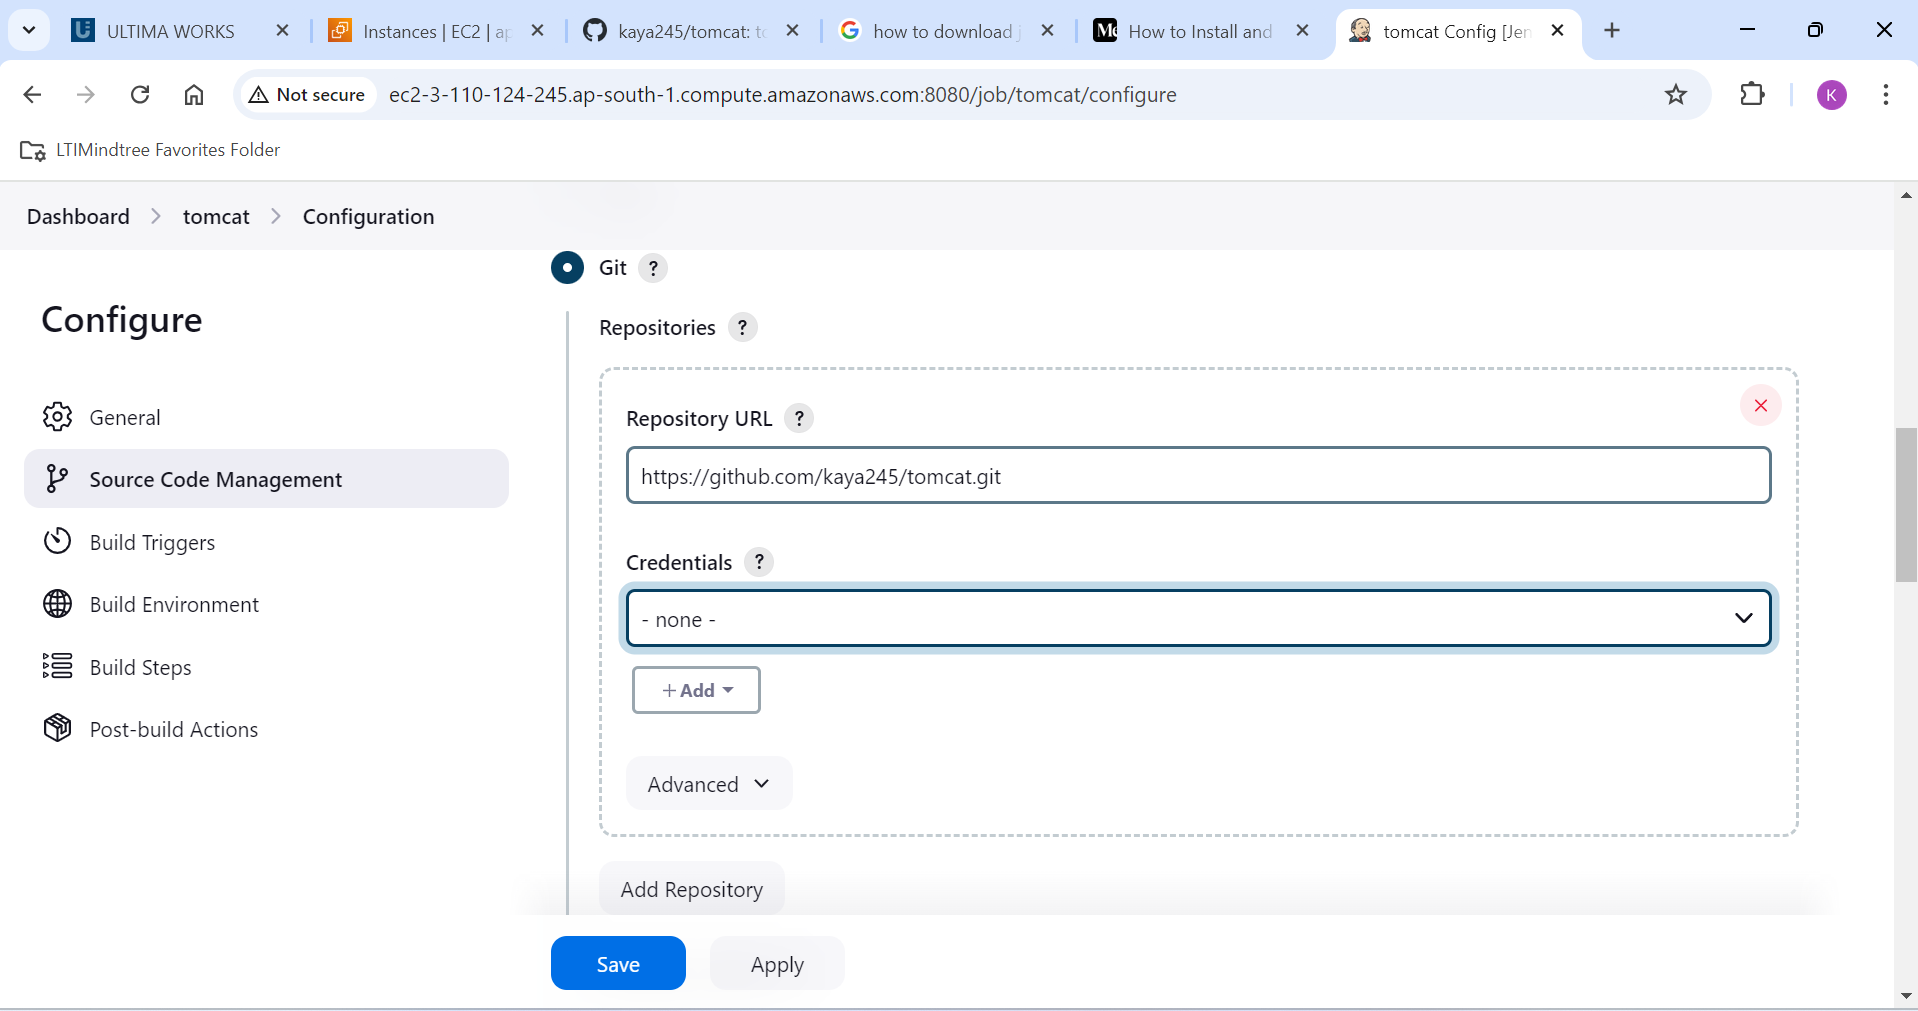 ULTIMA WORKS
Instances | EC2 | ap
kaya245/tomcat: to
how to download j
Me
How to Install and
tomcat Config [Jen
Not secure
ec2-3-110-124-245.ap-south-1.compute.amazonaws.com:8080/job/tomcat/configure
K
LTIMindtree Favorites Folder
Dashboard > tomcat > Configuration
Configure
General
Source Code Management
Build Triggers
Build Environment
Build Steps
Post-build Actions
Git ?
Repositories ?
Repository URL ?
https://github.com/kaya245/tomcat.git
Credentials ?
- none -
+ Add
Advanced
Add Repository
Save
Apply